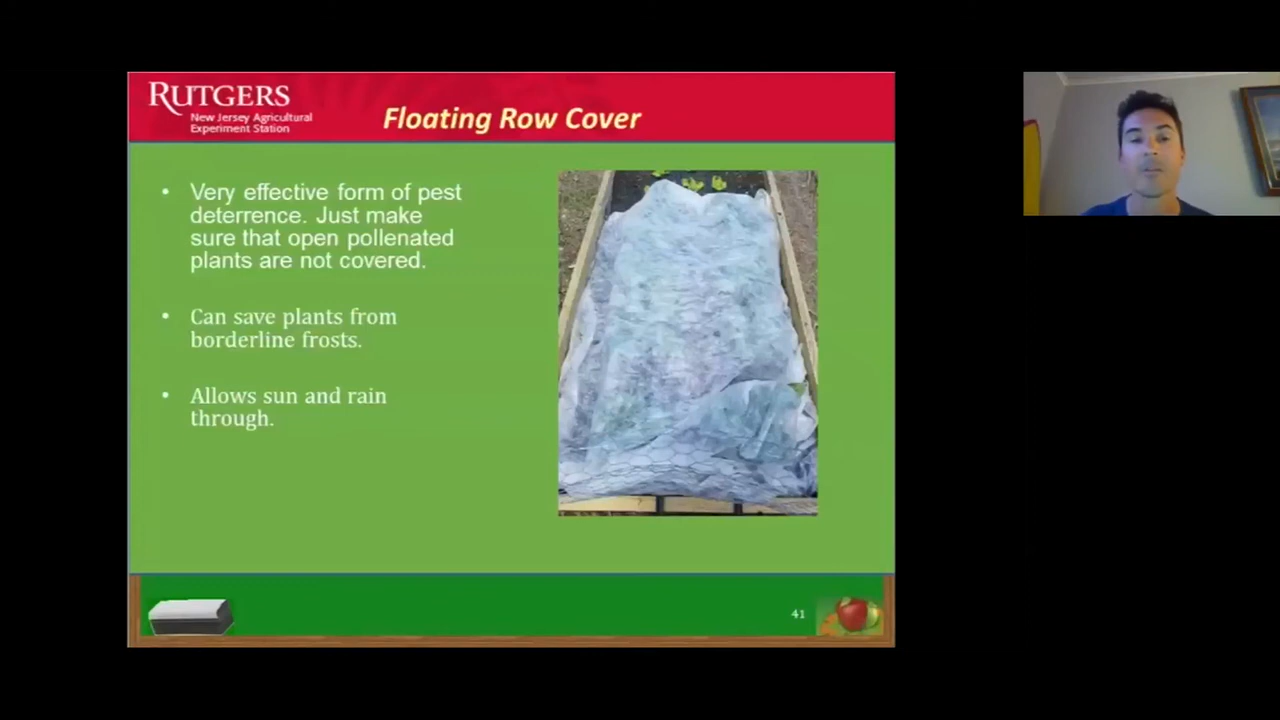 RUTGERS
New Jersey Agricultural
Experiment Station
Floating Row Cover
• Very effective form of pest
deterrence. Just make
sure that open pollenated
plants are not covered.
• Can save plants from
borderline frosts.
• Allows sun and rain
through.
41